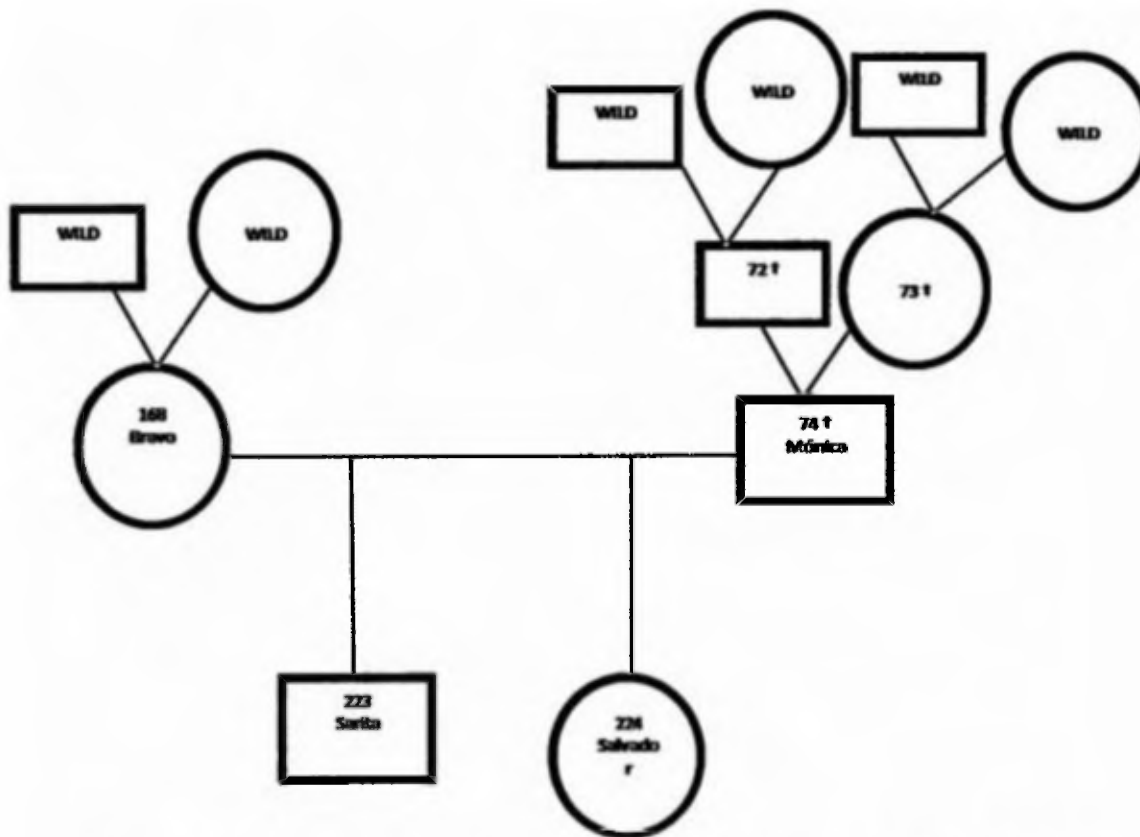 WILD
WILD
WILD
WILD
WILD
WILD
72 †
73 †
168
Bravo
74 †
Mónica
223
Sarita
224
Salvado
r